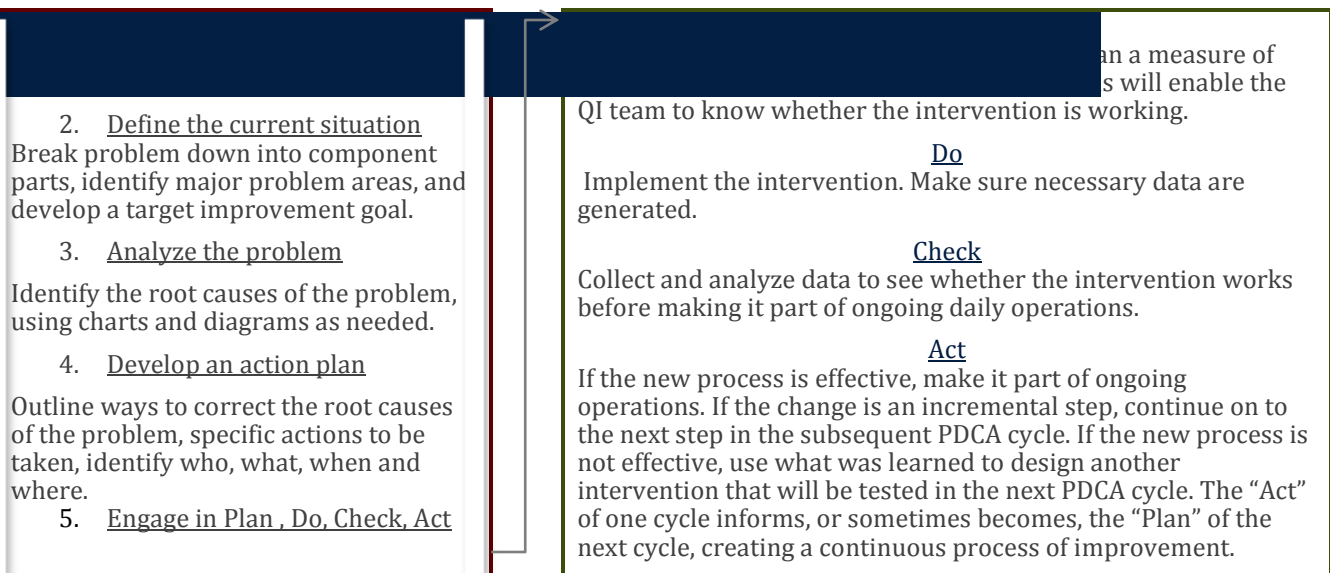 2. Define the current situation
Break problem down into component
parts, identify major problem areas, and
develop a target improvement goal.
3. Analyze the problem
Identify the root causes of the problem,
using charts and diagrams as needed.
4. Develop an action plan
Outline ways to correct the root causes
of the problem, specific actions to be
taken, identify who, what, when and
where.
5. Engage in Plan , Do, Check, Act
a measure of
will enable the
QI team to know whether the intervention is working.
Do
Implement the intervention. Make sure necessary data are
generated.
Check
Collect and analyze data to see whether the intervention works
before making it part of ongoing daily operations.
Act
If the new process is effective, make it part of ongoing
operations. If the change is an incremental step, continue on to
the next step in the subsequent PDCA cycle. If the new process is
not effective, use what was learned to design another
intervention that will be tested in the next PDCA cycle. The “Act”
of one cycle informs, or sometimes becomes, the “Plan” of the
next cycle, creating a continuous process of improvement.